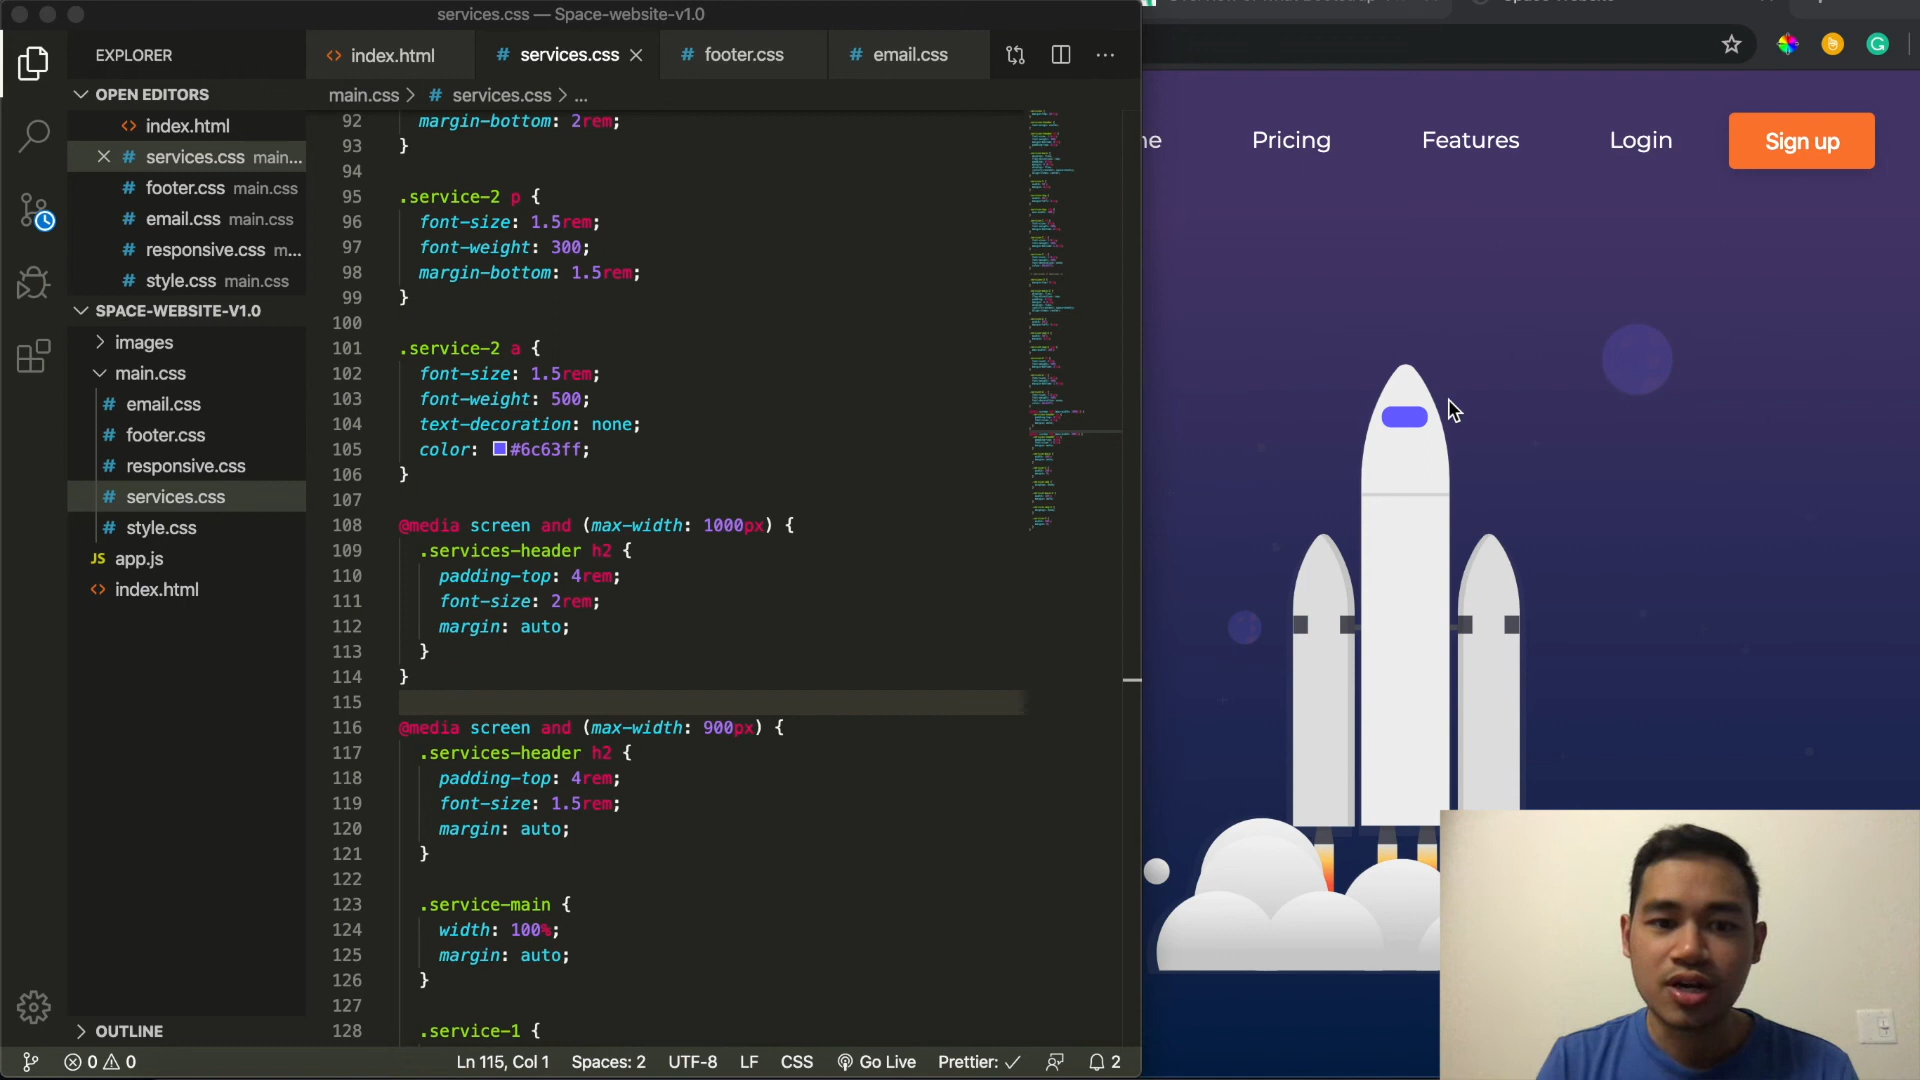 services.css — Space-website-v1.0
EXPLORER
OPEN EDITORS
<> index.html
# services.css main...
# footer.css main.css
# email.css main.css
# responsive.css m...
# style.css main.css
SPACE-WEBSITE-V1.0
images
main.css
# email.css
# footer.css
# responsive.css
# services.css
# style.css
JS app.js
<> index.html
OUTLINE
<> index.html
# services.css
# footer.css
# email.css
main.css > # services.css > ...
92 margin-bottom: 2rem;
93 }
94
95 .service-2 p {
96 font-size: 1.5rem;
97 font-weight: 300;
98 margin-bottom: 1.5rem;
99 }
100
101 .service-2 a {
102 font-size: 1.5rem;
103 font-weight: 500;
104 text-decoration: none;
105 color: #6c63ff;
106 }
107
108 @media screen and (max-width: 1000px) {
109 .services-header h2 {
110 padding-top: 4rem;
111 font-size: 2rem;
112 margin: auto;
113 }
114 }
115
116 @media screen and (max-width: 900px) {
117 .services-header h2 {
118 padding-top: 4rem;
119 font-size: 1.5rem;
120 margin: auto;
121 }
122
123 .service-main {
124 width: 100%;
125 margin: auto;
126 }
127
128 .service-1 {
0 0
Ln 115, Col 1
Spaces: 2
UTF-8
LF
CSS
Go Live
Prettier: ✓
2
Pricing
Features
Login
Sign up